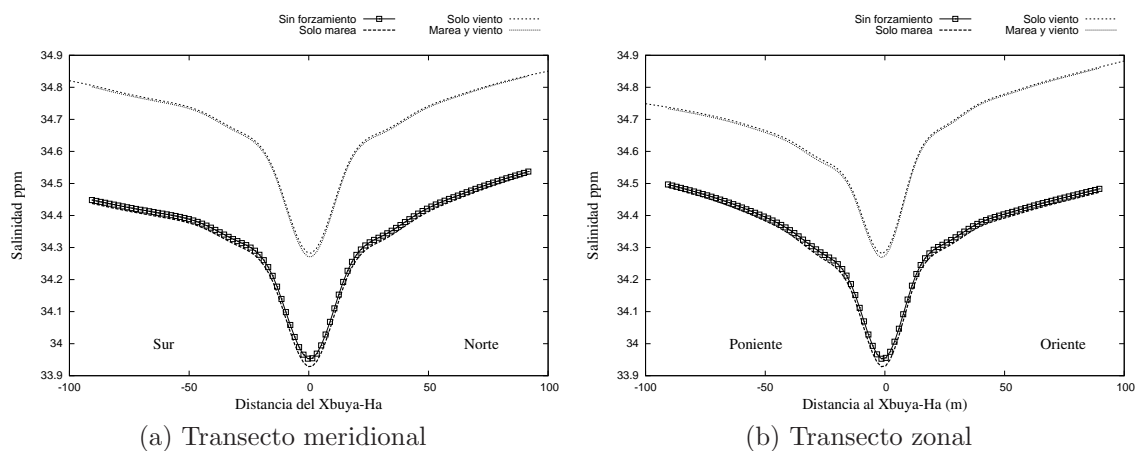 Sin forzamiento
Solo marea
Solo viento
Marea y viento
Salinidad ppm
34.9
34.8
34.7
34.6
34.5
34.4
34.3
34.2
34.1
34
33.9
Sur
Norte
-100
-50
0
50
100
Distancia del Xbuya-Ha
(a) Transecto meridional
Sin forzamiento
Solo marea
Solo viento
Marea y viento
Salinidad ppm
34.9
34.8
34.7
34.6
34.5
34.4
34.3
34.2
34.1
34
33.9
Poniente
Oriente
-100
-50
0
50
100
Distancia al Xbuya-Ha (m)
(b) Transecto zonal